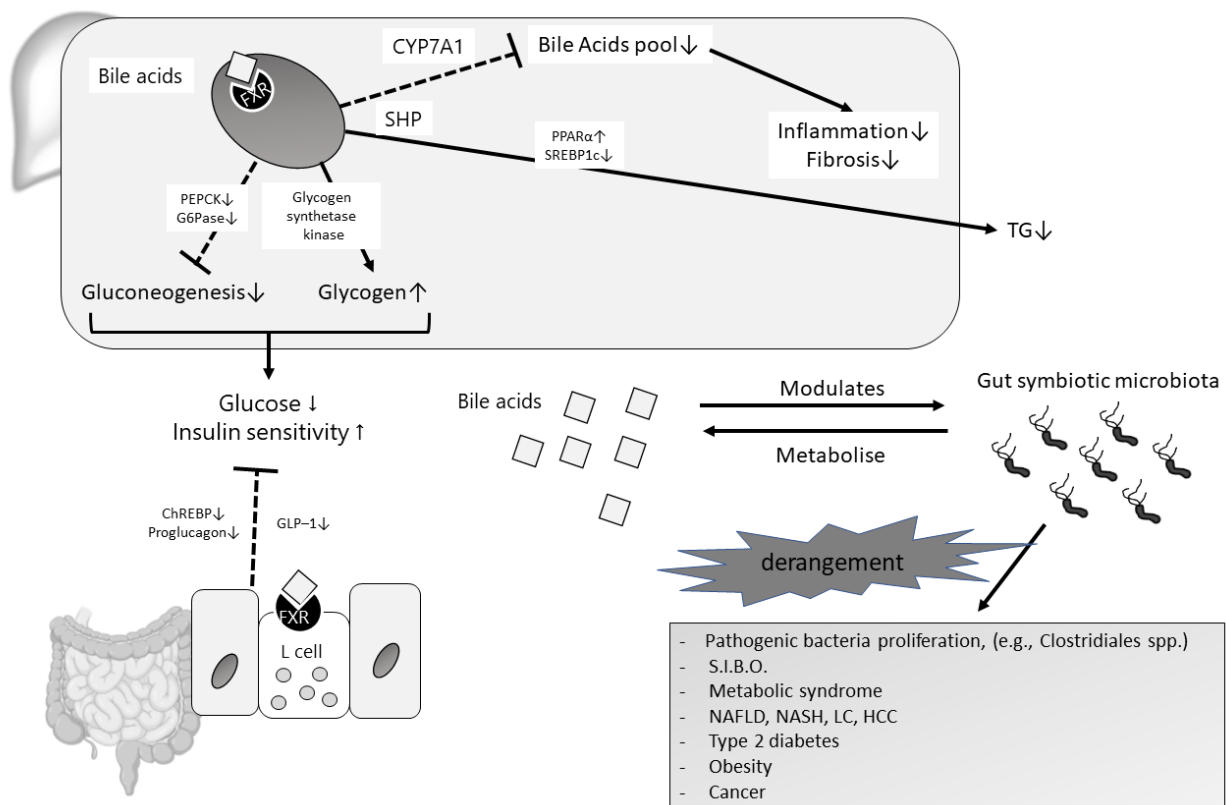 CYP7A1
Bile Acids pool↓
Bile acids
FXR
SHP
PPARα↑
SREBP1c↓
Inflammation↓
Fibrosis↓
PEPCK↓
G6Pase↓
Glycogen
synthetase
kinase
TG↓
Gluconeogenesis↓
Glycogen↑
Glucose ↓
Insulin sensitivity ↑
Bile acids
Modulates
Metabolise
Gut symbiotic microbiota
ChREBP↓
Proglucagon↓
GLP–1↓
derangement
FXR
L cell
- Pathogenic bacteria proliferation, (e.g., Clostridiales spp.)
- S.I.B.O.
- Metabolic syndrome
- NAFLD, NASH, LC, HCC
- Type 2 diabetes
- Obesity
- Cancer